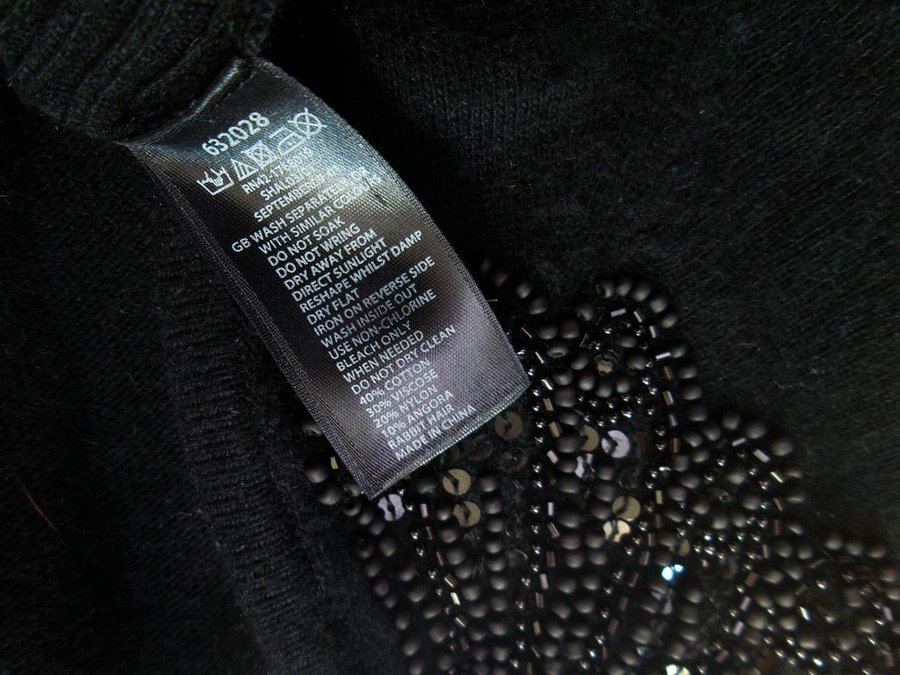 632028
SEPTEMBER
GB WASH SEPARATE
WITH SIMILAR
DO NOT SOAK
DO NOT WRING
DRY AWAY FROM
DIRECT SUNLIGHT
RESHAPE WHILST DAMP
DRY FLAT
IRON ON REVERSE SIDE
WASH INSIDE OUT
USE NON-CHLORINE
BLEACH ONLY
WHEN NEEDED
DO NOT DRY CLEAN
40% COTTON
30% VISCOSE
20% NYLON
10% ANGORA
RABBIT HAIR
MADE IN CHINA